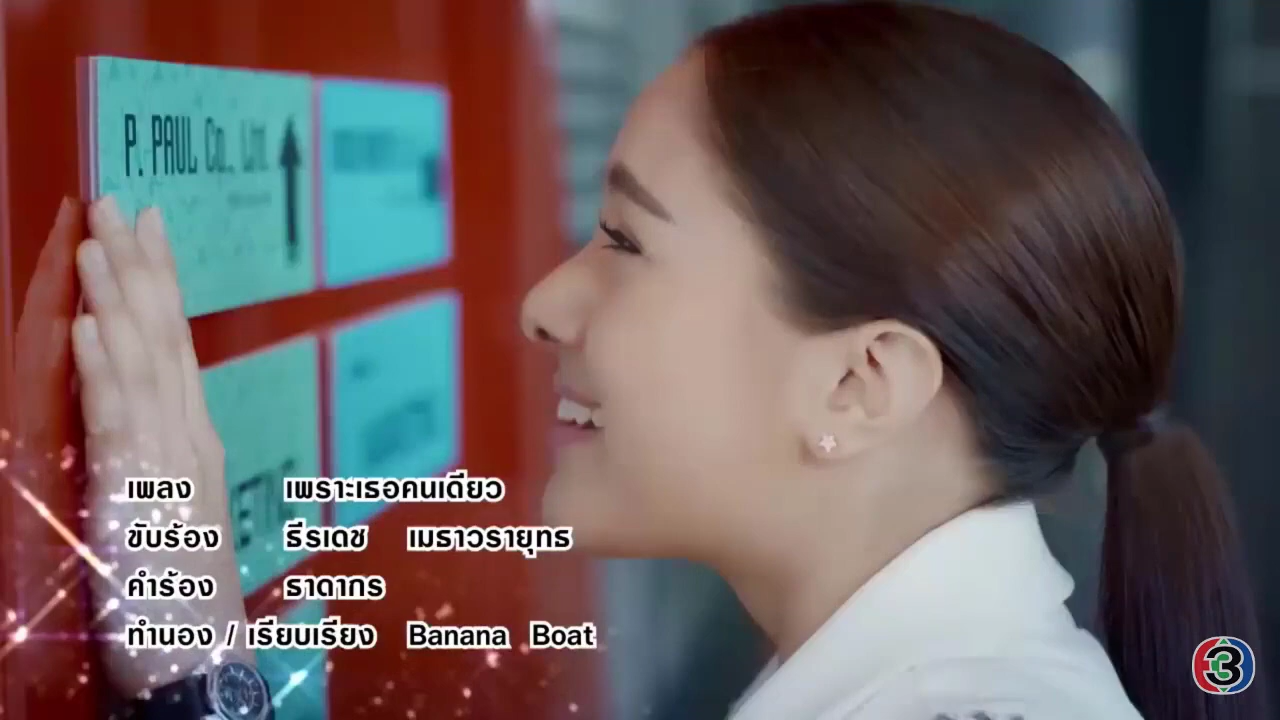 P. PAUL Co., Ltd.
เพลง เพราะเธอคนเดียว
ขับร้อง ธีรเดช เมธาวรายุทธ
คำร้อง ธาดากร
ทำนอง / เรียบเรียง Banana Boat
3